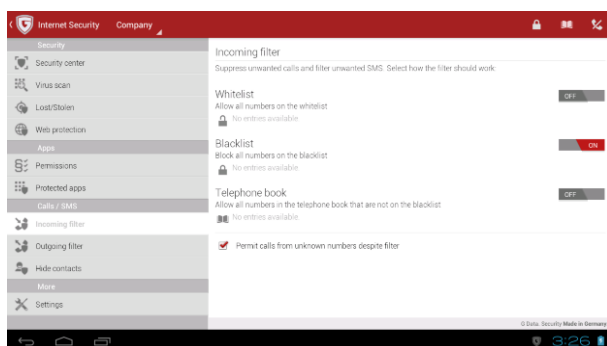 Internet Security Company
Security
Security center
Virus scan
Lost/Stolen
Web protection
Apps
Permissions
Protected apps
Calls / SMS
Incoming filter
Outgoing filter
Hide contacts
More
Settings
Incoming filter
Suppress unwanted calls and filter unwanted SMS. Select how the filter should work:
Whitelist
OFF
Allow all numbers on the whitelist
No entries available
Blacklist
ON
Block all numbers on the blacklist
No entries available
Telephone book
OFF
Allow all numbers in the telephone book that are not on the blacklist
No entries available
Permit calls from unknown numbers despite filter
G Data. Security Made in Germany
3:26